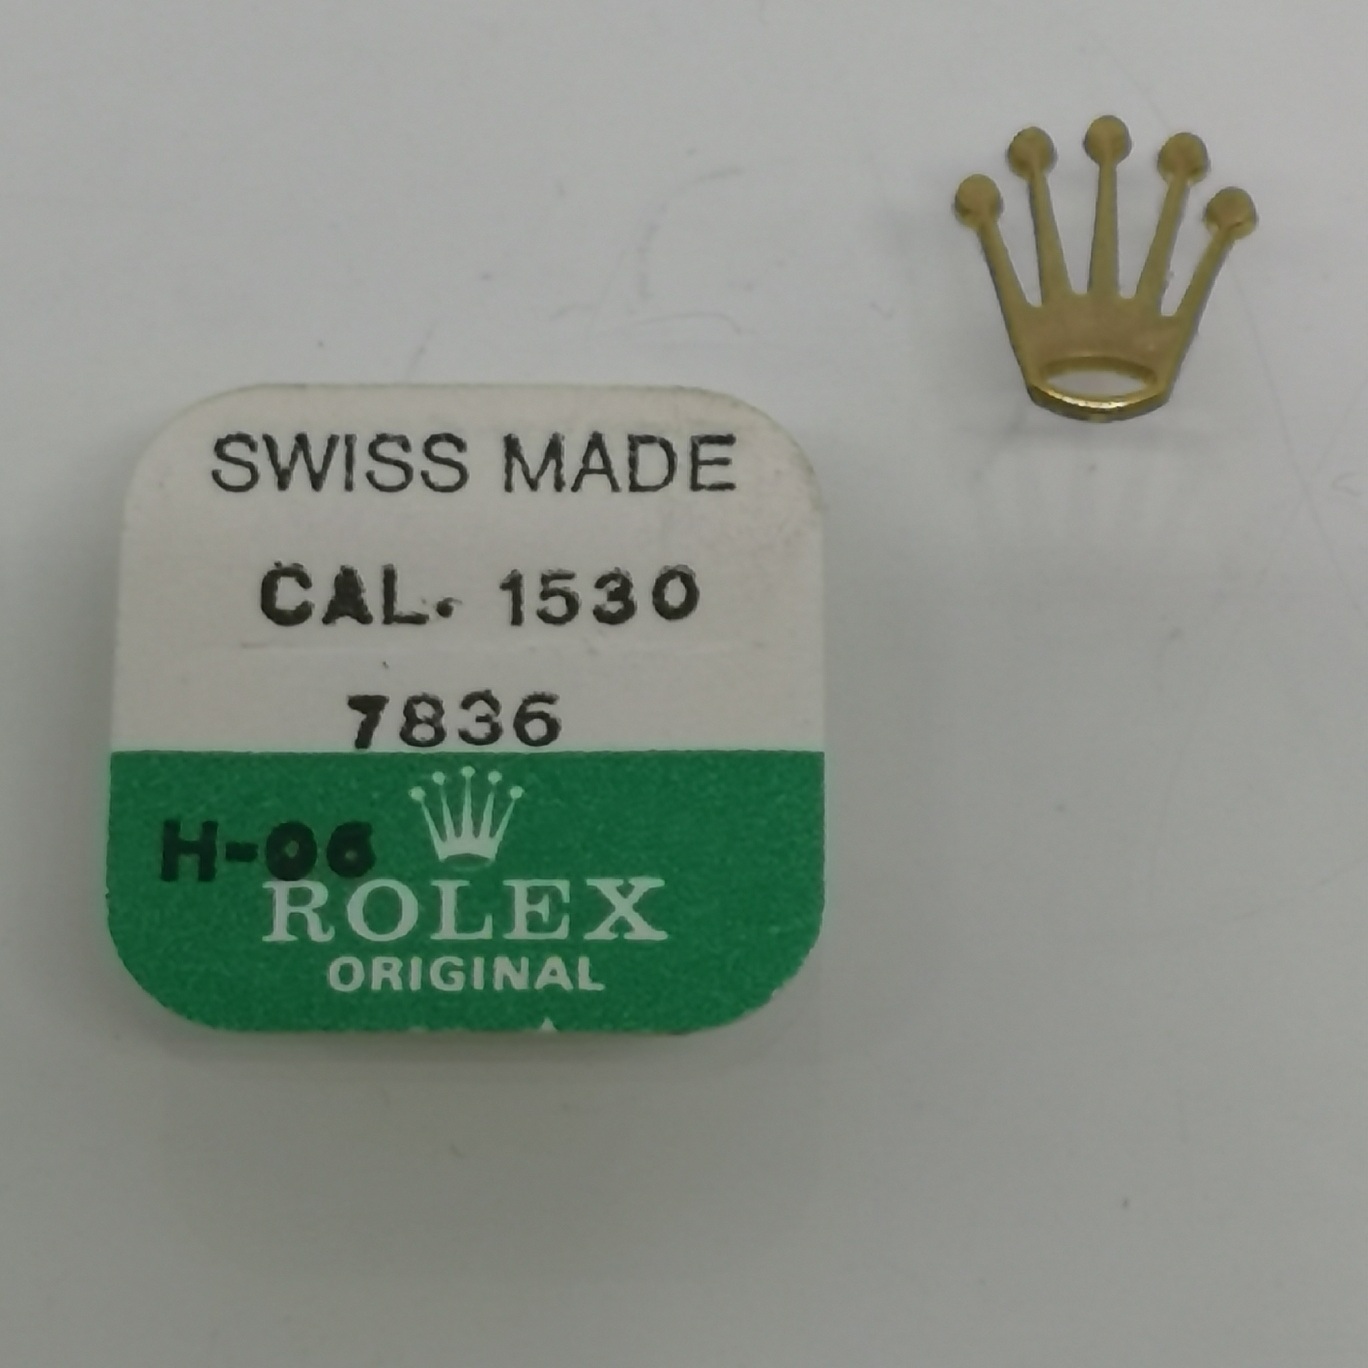 SWISS MADE
CAL. 1530
7836
H-06
ROLEX
ORIGINAL